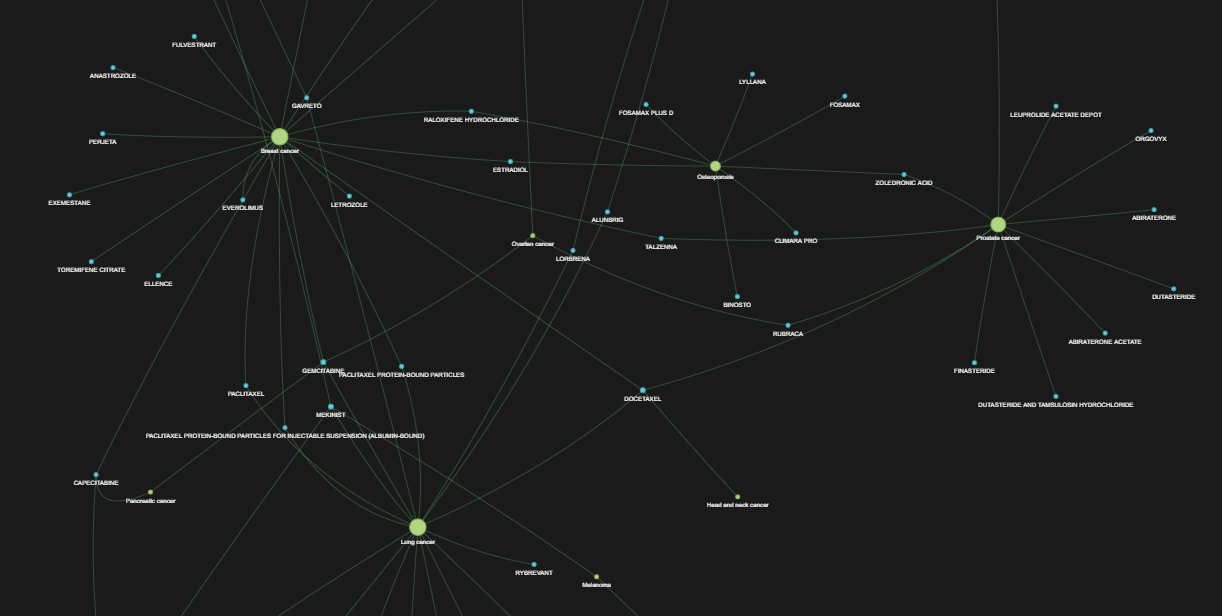 FULVESTRANT
ANASTROZOLE
LYLLANA
GAVRETO
FOSAMAX
FOSAMAX PLUS D
LEUPROLIDE ACETATE DEPOT
RALOXIFENE HYDROCHLORIDE
PERJETA
ORGOVYX
Breast cancer
ESTRADIOL
Osteoporosis
ZOLEDRONIC ACID
EXEMESTANE
EVEROLIMUS
LETROZOLE
ALUNBRIG
ABIRATERONE
Ovarian cancer
TALZENNA
CLIMARA PRO
Prostate cancer
LORBRENA
TOREMIFENE CITRATE
ELLENCE
DUTASTERIDE
BINOSTO
RUBRACA
ABIRATERONE ACETATE
GEMCITABINE
PACLITAXEL PROTEIN-BOUND PARTICLES
FINASTERIDE
PACLITAXEL
DOCETAXEL
DUTASTERIDE AND TAMSULOSIN HYDROCHLORIDE
MEKINIST
PACLITAXEL PROTEIN-BOUND PARTICLES FOR INJECTABLE SUSPENSION (ALBUMIN-BOUND)
CAPECITABINE
Pancreatic cancer
Head and neck cancer
Lung cancer
RYBREVANT
Melanoma